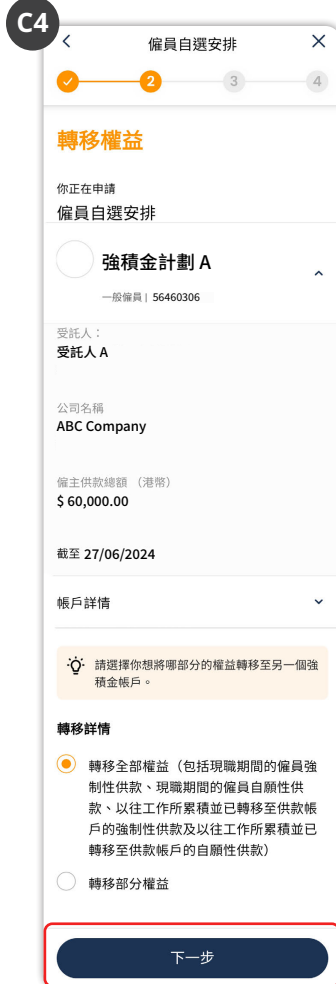 C4
僱員自選安排
2
3
4
轉移權益
你正在申請
僱員自選安排
強積金計劃 A
一般僱員 | 56460306
受託人：
受託人 A
公司名稱
ABC Company
僱主供款總額 （港幣）
$ 60,000.00
截至 27/06/2024
帳戶詳情
請選擇你想將哪部分的權益轉移至另一個強
積金帳戶。
轉移詳情
轉移全部權益（包括現職期間的僱員強
制性供款、現職期間的僱員自願性供
款、以往工作所累積並已轉移至供款帳
戶的強制性供款及以往工作所累積並已
轉移至供款帳戶的自願性供款）
轉移部分權益
下一步